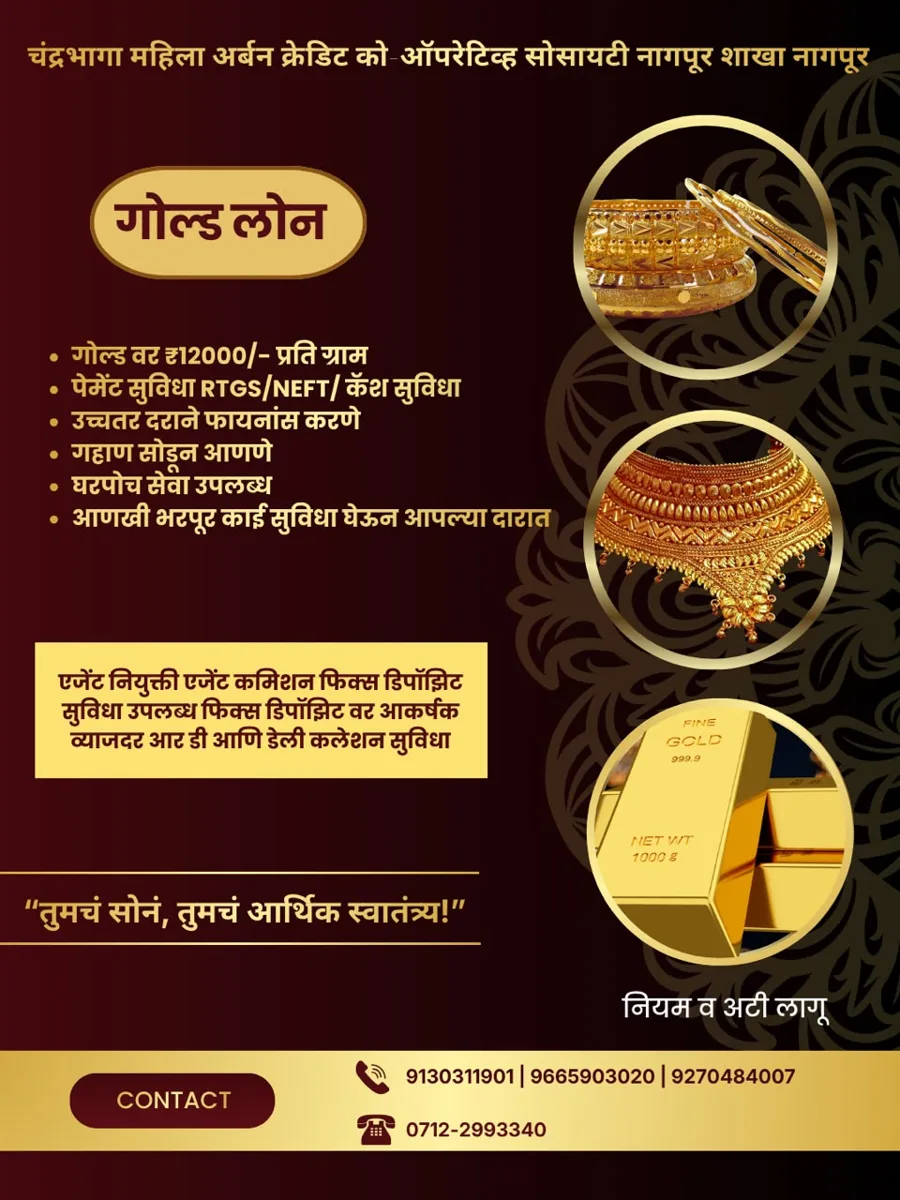 चंद्रभागा महिला अर्बन क्रेडिट को-ऑपरेटिव्ह सोसायटी नागपूर शाखा नागपूर
गोल्ड लोन
• गोल्ड वर ₹12000/- प्रति ग्राम
• पेमेंट सुविधा RTGS/NEFT/ कॅश सुविधा
• उच्चतर दराने फायनांस करणे
• गहाण सोडून आणणे
• घरपोच सेवा उपलब्ध
• आणखी भरपूर काई सुविधा घेऊन आपल्या दारात
एजेंट नियुक्ती एजेंट कमिशन फिक्स डिपॉझिट
सुविधा उपलब्ध फिक्स डिपॉझिट वर आकर्षक
व्याजदर आर डी आणि डेली कलेशन सुविधा
FINE
GOLD
999.9
NET WT
1000 g
“तुमचं सोनं, तुमचं आर्थिक स्वातंत्र्य!”
नियम व अटी लागू
CONTACT
9130311901 | 9665903020 | 9270484007
0712-2993340